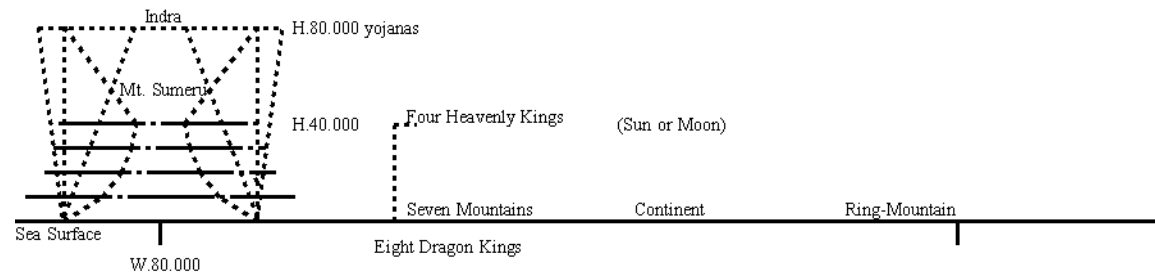 Indra
H.80.000 yojanas
Mt. Sumeru
H.40.000
Four Heavenly Kings
(Sun or Moon)
Seven Mountains
Continent
Ring-Mountain
Sea Surface
Eight Dragon Kings
W.80.000